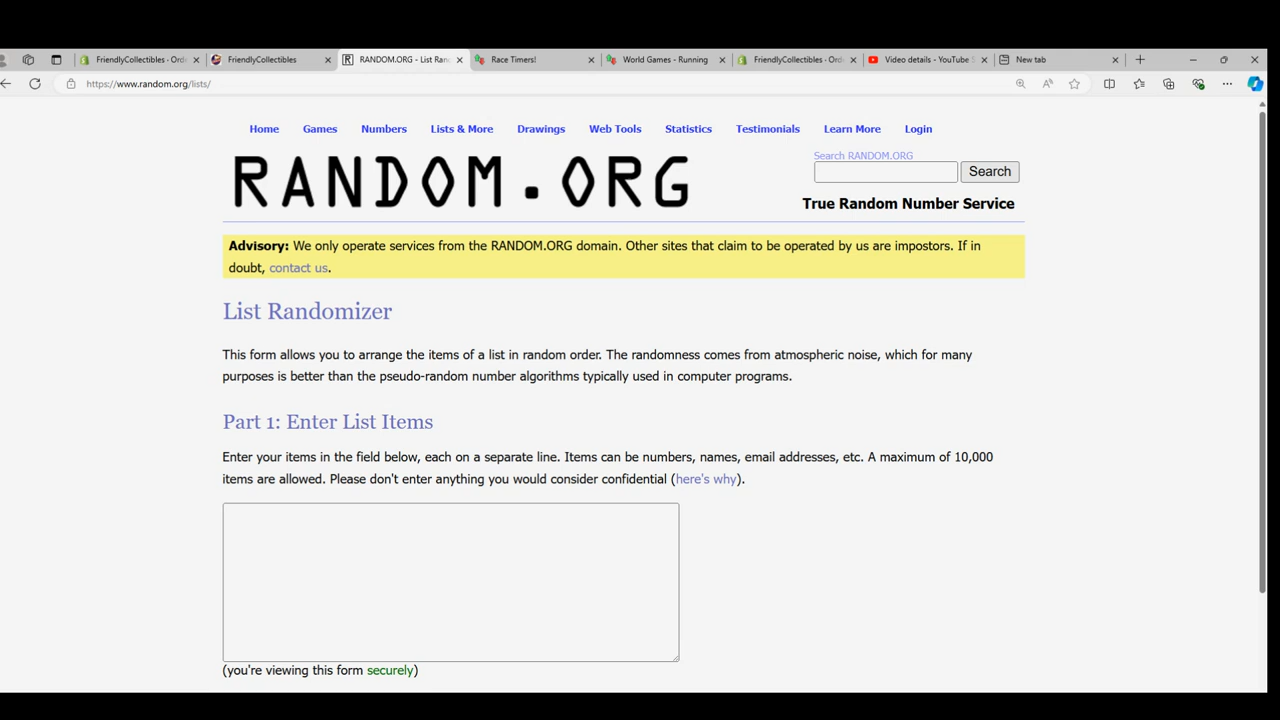 FriendlyCollectibles - Ord
FriendlyCollectibles
RANDOM.ORG - List Ran
Race Timers!
World Games - Running
FriendlyCollectibles - Ord
Video details - YouTube S
New tab
https://www.random.org/lists/
Home Games Numbers Lists & More Drawings Web Tools Statistics Testimonials Learn More Login
RANDOM.ORG
Search RANDOM.ORG
Search
True Random Number Service
Advisory: We only operate services from the RANDOM.ORG domain. Other sites that claim to be operated by us are impostors. If in
doubt, contact us.
List Randomizer
This form allows you to arrange the items of a list in random order. The randomness comes from atmospheric noise, which for many
purposes is better than the pseudo-random number algorithms typically used in computer programs.
Part 1: Enter List Items
Enter your items in the field below, each on a separate line. Items can be numbers, names, email addresses, etc. A maximum of 10,000
items are allowed. Please don't enter anything you would consider confidential (here's why).
(you're viewing this form securely)